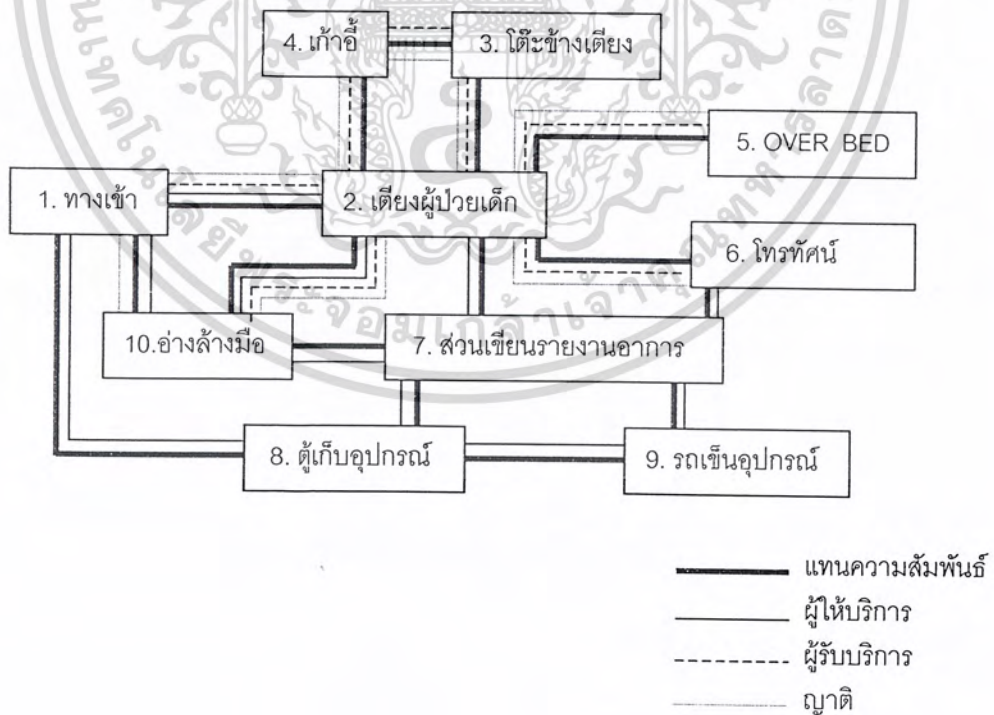 4. เก้าอี้
3. โต๊ะข้างเตียง
5. OVER BED
1. ทางเข้า
2. เตียงผู้ป่วยเด็ก
6. โทรทัศน์
10.อ่างล้างมือ
7. ส่วนเขียนรายงานอาการ
8. ตู้เก็บอุปกรณ์
9. รถเข็นอุปกรณ์
แทนความสัมพันธ์
ผู้ให้บริการ
ผู้รับบริการ
ญาติ